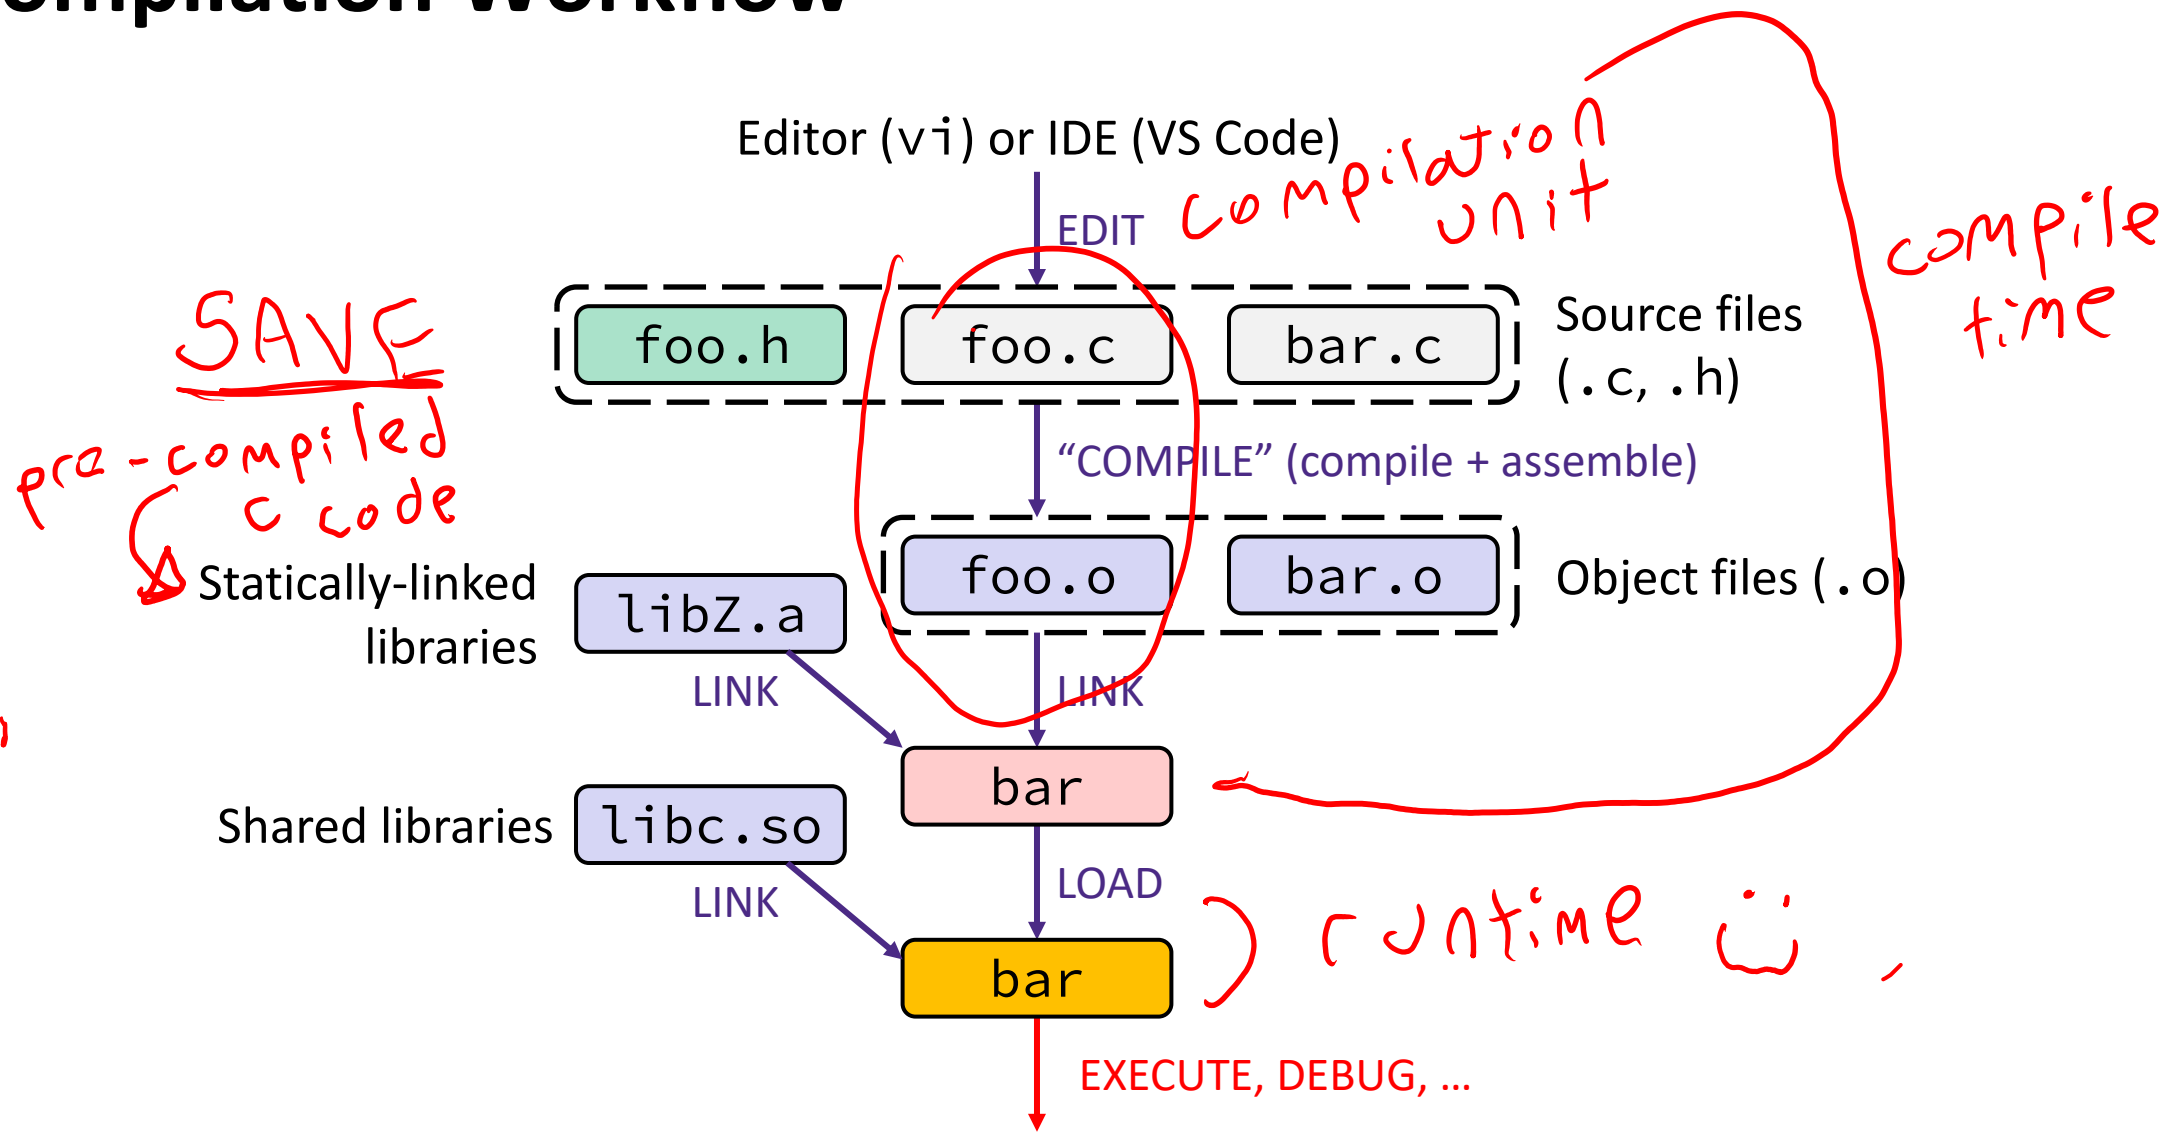 Editor (vi) or IDE (VS Code)
compilation
unit
EDIT
compile
time
SAVE
foo.h
foo.c
bar.c
Source files
(.c, .h)
pre-compiled
c code
“COMPILE” (compile + assemble)
Statically-linked
libraries
libZ.a
foo.o
bar.o
Object files (.o)
LINK
LINK
bar
Shared libraries
libc.so
LINK
LOAD
runtime
bar
EXECUTE, DEBUG, ...